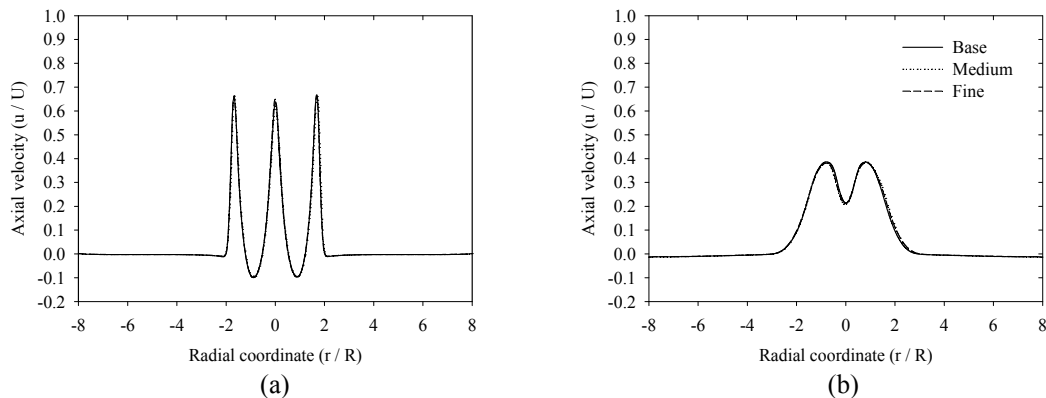 Axial velocity (u / U)
1.0
0.9
0.8
0.7
0.6
0.5
0.4
0.3
0.2
0.1
0.0
-0.1
-0.2
-8 -6 -4 -2 0 2 4 6 8
Radial coordinate (r / R)
(a)
Axial velocity (u / U)
1.0
0.9
0.8
0.7
0.6
0.5
0.4
0.3
0.2
0.1
0.0
-0.1
-0.2
Base
Medium
Fine
-8 -6 -4 -2 0 2 4 6 8
Radial coordinate (r / R)
(b)